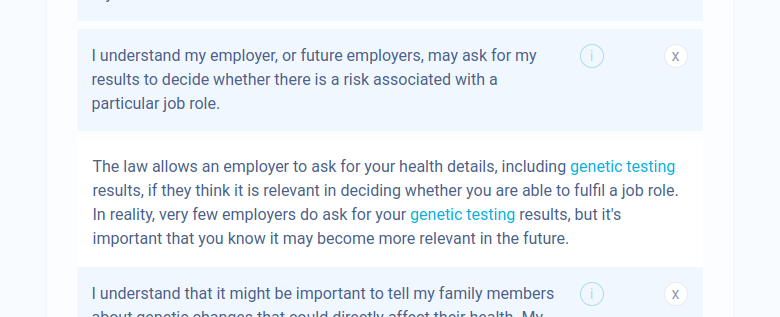 I understand my employer, or future employers, may ask for my
results to decide whether there is a risk associated with a
particular job role.
i
x
The law allows an employer to ask for your health details, including genetic testing
results, if they think it is relevant in deciding whether you are able to fulfil a job role.
In reality, very few employers do ask for your genetic testing results, but it's
important that you know it may become more relevant in the future.
I understand that it might be important to tell my family members
about genetic changes that could directly affect their health. My
i
x